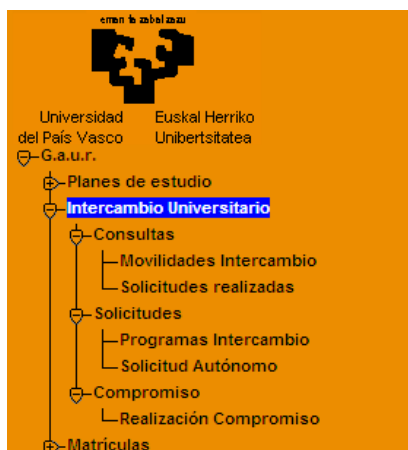 eman ta zabal zazu
Universidad Euskal Herriko
del País Vasco Unibertsitatea
G.a.u.r.
Planes de estudio
Intercambio Universitario
Consultas
Movilidades Intercambio
Solicitudes realizadas
Solicitudes
Programas Intercambio
Solicitud Autónomo
Compromiso
Realización Compromiso
Matrículas